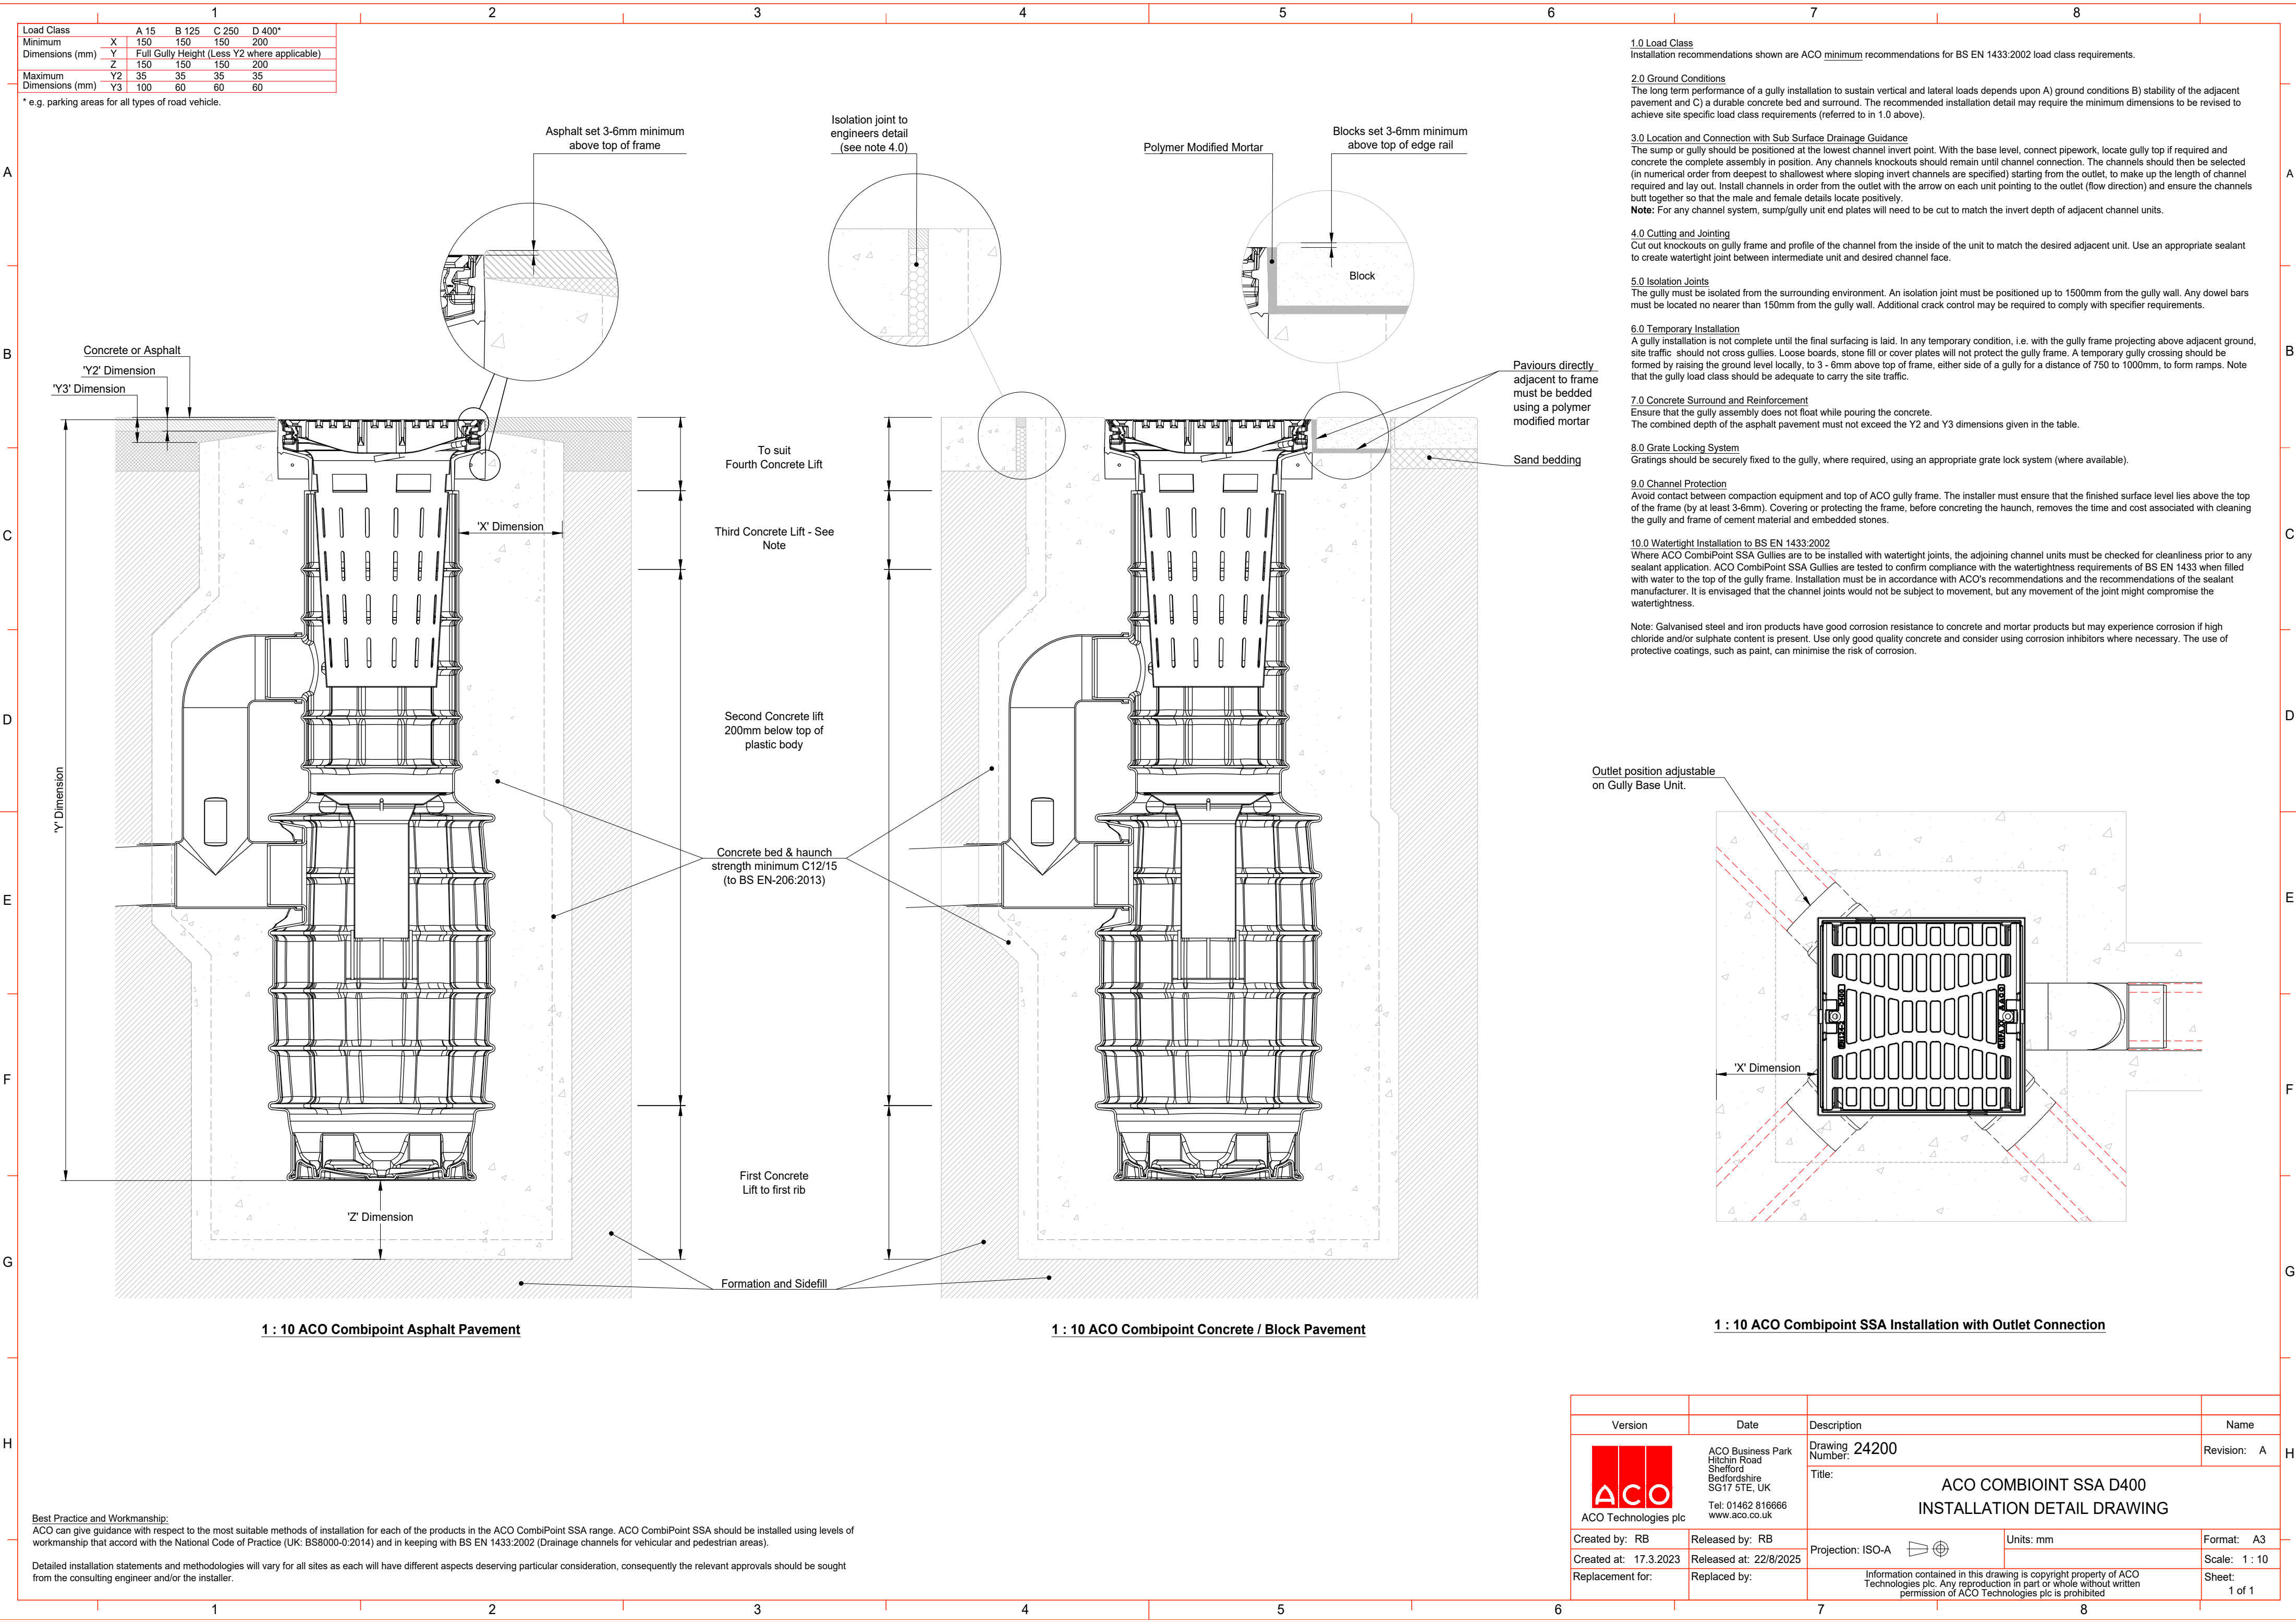 1 2 3 4 5 6 7 8
Load Class A 15 B 125 C 250 D 400*
Minimum X 150 150 150 200
Dimensions (mm) Y Full Gully Height (Less Y2 where applicable)
Z 150 150 150 200
Maximum Y2 35 35 35 35
Dimensions (mm) Y3 100 60 60 60
* e.g. parking areas for all types of road vehicle.
A
B
C
D
E
F
G
H
Asphalt set 3-6mm minimum
above top of frame
Isolation joint to
engineers detail
(see note 4.0)
Polymer Modified Mortar
Blocks set 3-6mm minimum
above top of edge rail
Block
Concrete or Asphalt
'Y2' Dimension
'Y3' Dimension
Paviours directly
adjacent to frame
must be bedded
using a polymer
modified mortar
Sand bedding
To suit
Fourth Concrete Lift
'X' Dimension
Third Concrete Lift - See
Note
Second Concrete lift
200mm below top of
plastic body
'Y' Dimension
Concrete bed & haunch
strength minimum C12/15
(to BS EN-206:2013)
First Concrete
Lift to first rib
'Z' Dimension
Formation and Sidefill
1 : 10 ACO Combipoint Asphalt Pavement
1 : 10 ACO Combipoint Concrete / Block Pavement
1.0 Load Class
Installation recommendations shown are ACO minimum recommendations for BS EN 1433:2002 load class requirements.
2.0 Ground Conditions
The long term performance of a gully installation to sustain vertical and lateral loads depends upon A) ground conditions B) stability of the adjacent
pavement and C) a durable concrete bed and surround. The recommended installation detail may require the minimum dimensions to be revised to
achieve site specific load class requirements (referred to in 1.0 above).
3.0 Location and Connection with Sub Surface Drainage Guidance
The sump or gully should be positioned at the lowest channel invert point. With the base level, connect pipework, locate gully top if required and
concrete the complete assembly in position. Any channels knockouts should remain until channel connection. The channels should then be selected
(in numerical order from deepest to shallowest where sloping invert channels are specified) starting from the outlet, to make up the length of channel
required and lay out. Install channels in order from the outlet with the arrow on each unit pointing to the outlet (flow direction) and ensure the channels
butt together so that the male and female details locate positively.
Note: For any channel system, sump/gully unit end plates will need to be cut to match the invert depth of adjacent channel units.
4.0 Cutting and Jointing
Cut out knockouts on gully frame and profile of the channel from the inside of the unit to match the desired adjacent unit. Use an appropriate sealant
to create watertight joint between intermediate unit and desired channel face.
5.0 Isolation Joints
The gully must be isolated from the surrounding environment. An isolation joint must be positioned up to 1500mm from the gully wall. Any dowel bars
must be located no nearer than 150mm from the gully wall. Additional crack control may be required to comply with specifier requirements.
6.0 Temporary Installation
A gully installation is not complete until the final surfacing is laid. In any temporary condition, i.e. with the gully frame projecting above adjacent ground,
site traffic should not cross gullies. Loose boards, stone fill or cover plates will not protect the gully frame. A temporary gully crossing should be
formed by raising the ground level locally, to 3 - 6mm above top of frame, either side of a gully for a distance of 750 to 1000mm, to form ramps. Note
that the gully load class should be adequate to carry the site traffic.
7.0 Concrete Surround and Reinforcement
Ensure that the gully assembly does not float while pouring the concrete.
The combined depth of the asphalt pavement must not exceed the Y2 and Y3 dimensions given in the table.
8.0 Grate Locking System
Gratings should be securely fixed to the gully, where required, using an appropriate grate lock system (where available).
9.0 Channel Protection
Avoid contact between compaction equipment and top of ACO gully frame. The installer must ensure that the finished surface level lies above the top
of the frame (by at least 3-6mm). Covering or protecting the frame, before concreting the haunch, removes the time and cost associated with cleaning
the gully and frame of cement material and embedded stones.
10.0 Watertight Installation to BS EN 1433:2002
Where ACO CombiPoint SSA Gullies are to be installed with watertight joints, the adjoining channel units must be checked for cleanliness prior to any
sealant application. ACO CombiPoint SSA Gullies are tested to confirm compliance with the watertightness requirements of BS EN 1433 when filled
with water to the top of the gully frame. Installation must be in accordance with ACO's recommendations and the recommendations of the sealant
manufacturer. It is envisaged that the channel joints would not be subject to movement, but any movement of the joint might compromise the
watertightness.
Note: Galvanised steel and iron products have good corrosion resistance to concrete and mortar products but may experience corrosion if high
chloride and/or sulphate content is present. Use only good quality concrete and consider using corrosion inhibitors where necessary. The use of
protective coatings, such as paint, can minimise the risk of corrosion.
Outlet position adjustable
on Gully Base Unit.
'X' Dimension
D400
ACO
1 : 10 ACO Combipoint SSA Installation with Outlet Connection
A
B
C
D
E
F
G
H
Best Practice and Workmanship:
ACO can give guidance with respect to the most suitable methods of installation for each of the products in the ACO CombiPoint SSA range. ACO CombiPoint SSA should be installed using levels of
workmanship that accord with the National Code of Practice (UK: BS8000-0:2014) and in keeping with BS EN 1433:2002 (Drainage channels for vehicular and pedestrian areas).
Detailed installation statements and methodologies will vary for all sites as each will have different aspects deserving particular consideration, consequently the relevant approvals should be sought
from the consulting engineer and/or the installer.
Version Date Description Name
ACO
ACO Technologies plc
ACO Business Park
Hitchin Road
Shefford
Bedfordshire
SG17 5TE, UK
Tel: 01462 816666
www.aco.co.uk
Drawing Number: 24200
Revision: A
Title:
ACO COMBIOINT SSA D400
INSTALLATION DETAIL DRAWING
Created by: RB Released by: RB
Projection: ISO-A
Units: mm
Format: A3
Created at: 17.3.2023 Released at: 22/8/2025
Scale: 1 : 10
Replacement for: Replaced by:
Information contained in this drawing is copyright property of ACO
Technologies plc. Any reproduction in part or whole without written
permission of ACO Technologies plc is prohibited
Sheet:
1 of 1
1 2 3 4 5 6 7 8